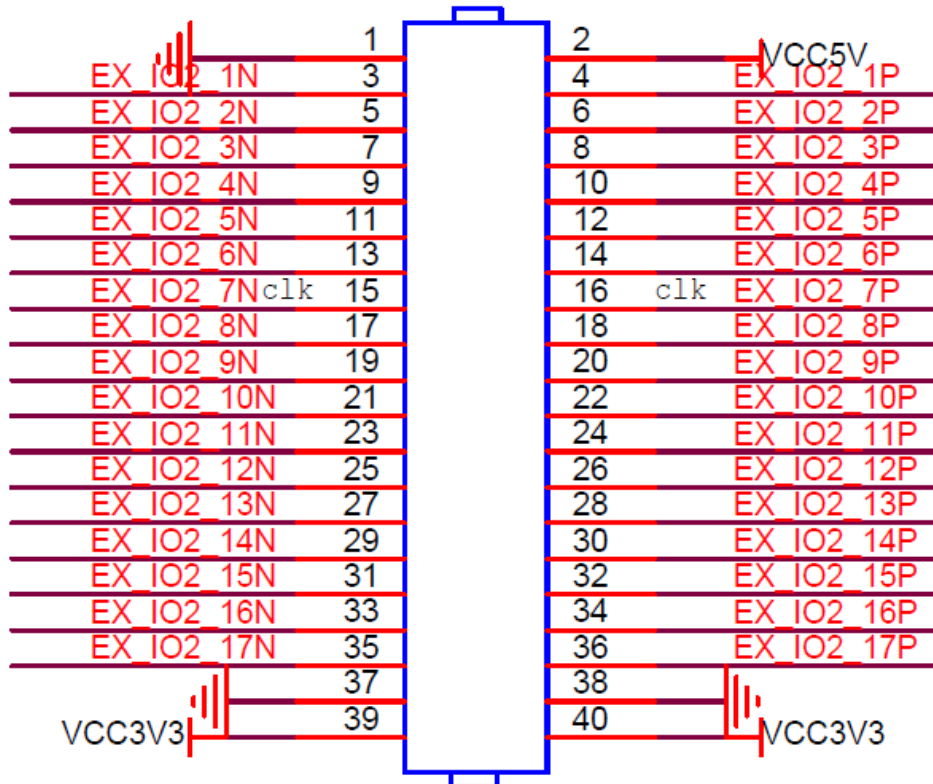 1 2 VCC5V
EX_IO2_1N 3 4 EX_IO2_1P
EX_IO2_2N 5 6 EX_IO2_2P
EX_IO2_3N 7 8 EX_IO2_3P
EX_IO2_4N 9 10 EX_IO2_4P
EX_IO2_5N 11 12 EX_IO2_5P
EX_IO2_6N 13 14 EX_IO2_6P
EX_IO2_7N clk 15 16 clk EX_IO2_7P
EX_IO2_8N 17 18 EX_IO2_8P
EX_IO2_9N 19 20 EX_IO2_9P
EX_IO2_10N 21 22 EX_IO2_10P
EX_IO2_11N 23 24 EX_IO2_11P
EX_IO2_12N 25 26 EX_IO2_12P
EX_IO2_13N 27 28 EX_IO2_13P
EX_IO2_14N 29 30 EX_IO2_14P
EX_IO2_15N 31 32 EX_IO2_15P
EX_IO2_16N 33 34 EX_IO2_16P
EX_IO2_17N 35 36 EX_IO2_17P
37 38
VCC3V3 39 40 VCC3V3